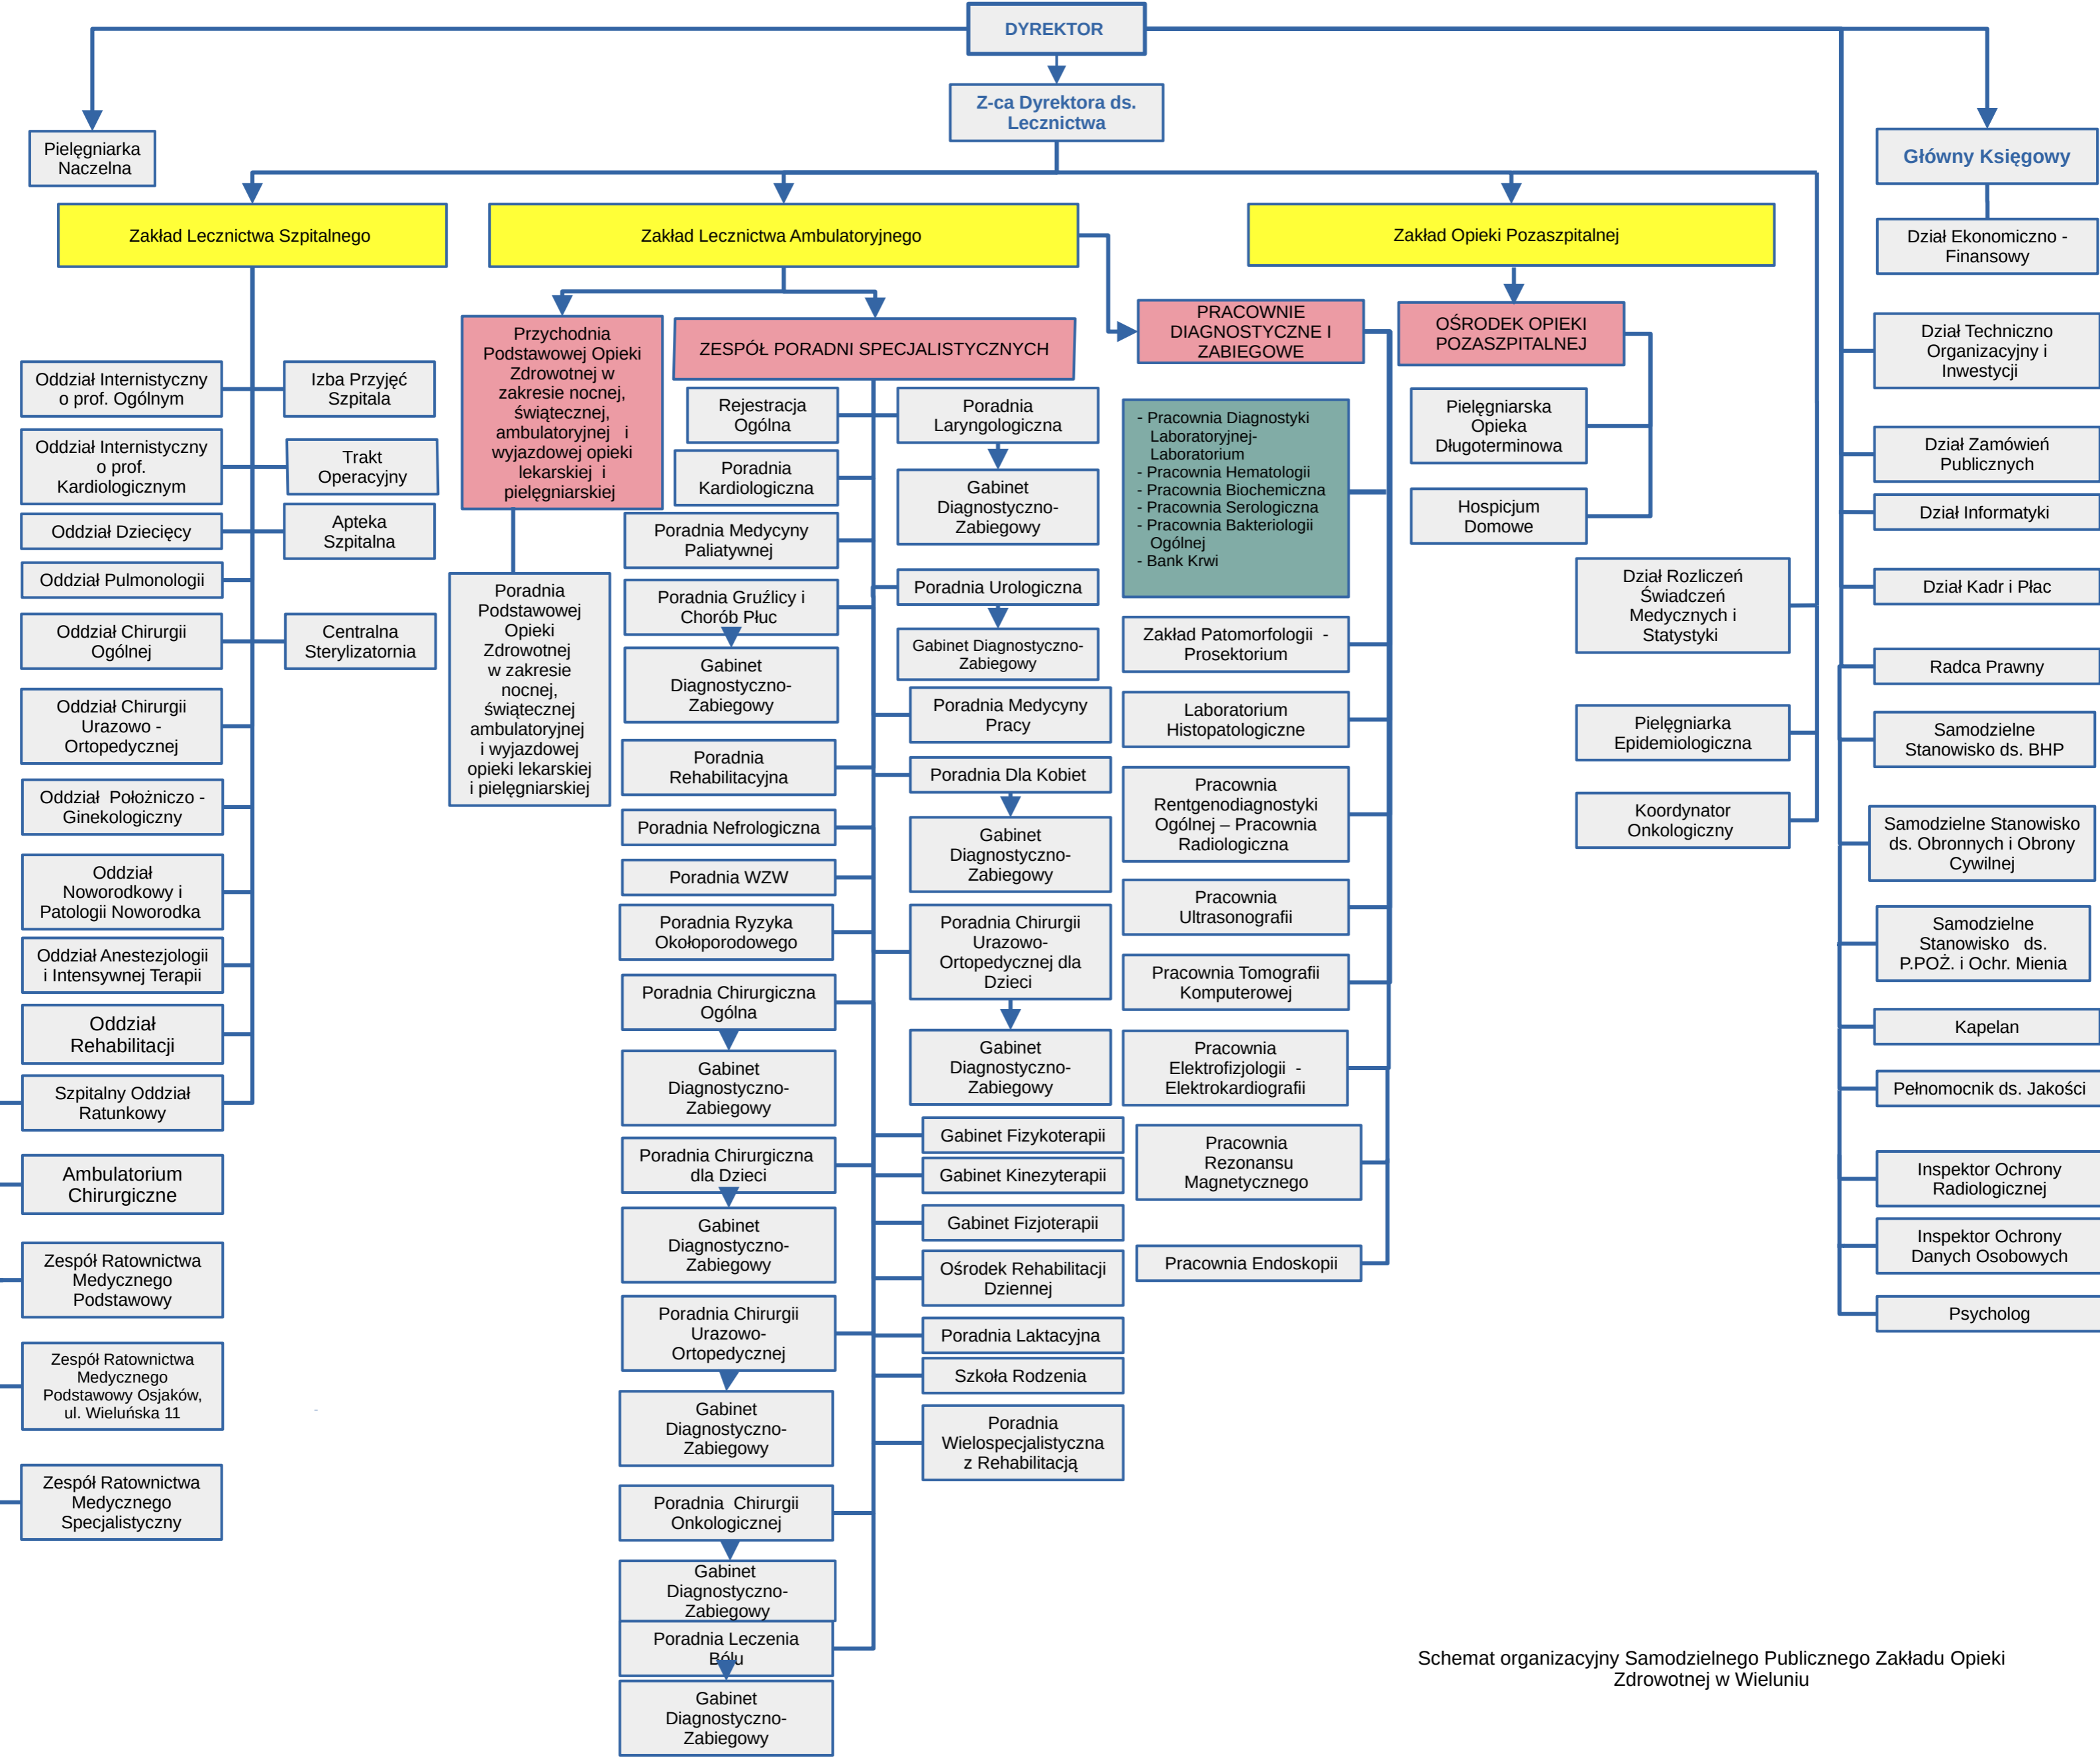 DYREKTOR
Z-ca Dyrektora ds.
Lecznictwa
Pielęgniarka
Naczelna
Główny Księgowy
Zakład Lecznictwa Szpitalnego
Zakład Lecznictwa Ambulatoryjnego
Zakład Opieki Pozaszpitalnej
Dział Ekonomiczno -
Finansowy
Oddział Internistyczny
o prof. Ogólnym
Oddział Internistyczny
o prof.
Kardiologicznym
Oddział Dziecięcy
Oddział Pulmonologii
Oddział Chirurgii
Ogólnej
Oddział Chirurgii
Urazowo -
Ortopedycznej
Oddział Położniczo -
Ginekologiczny
Oddział
Noworodkowy i
Patologii Noworodka
Oddział Anestezjologii
i Intensywnej Terapii
Oddział
Rehabilitacji
Szpitalny Oddział
Ratunkowy
Ambulatorium
Chirurgiczne
Zespół Ratownictwa
Medycznego
Podstawowy
Zespół Ratownictwa
Medycznego
Podstawowy Osjaków,
ul. Wieluńska 11
Zespół Ratownictwa
Medycznego
Specjalistyczny
Izba Przyjęć
Szpitala
Trakt
Operacyjny
Apteka
Szpitalna
Centralna
Sterylizatornia
-
Przychodnia
Podstawowej Opieki
Zdrowotnej w
zakresie nocnej,
świątecznej,
ambulatoryjnej i
wyjazdowej opieki
lekarskiej i
pielęgniarskiej
Poradnia
Podstawowej
Opieki
Zdrowotnej
w zakresie
nocnej,
świątecznej
ambulatoryjnej
i wyjazdowej
opieki lekarskiej
i pielęgniarskiej
ZESPÓŁ PORADNI SPECJALISTYCZNYCH
Rejestracja
Ogólna
Poradnia
Kardiologiczna
Poradnia Medycyny
Paliatywnej
Poradnia Gruźlicy i
Chorób Płuc
Gabinet
Diagnostyczno-
Zabiegowy
Poradnia
Rehabilitacyjna
Poradnia Nefrologiczna
Poradnia WZW
Poradnia Ryzyka
Okołoporodowego
Poradnia Chirurgiczna
Ogólna
Gabinet
Diagnostyczno-
Zabiegowy
Poradnia Chirurgiczna
dla Dzieci
Gabinet
Diagnostyczno-
Zabiegowy
Poradnia Chirurgii
Urazowo-
Ortopedycznej
Gabinet
Diagnostyczno-
Zabiegowy
Poradnia Chirurgii
Onkologicznej
Gabinet
Diagnostyczno-
Zabiegowy
Poradnia Leczenia
Bólu
Gabinet
Diagnostyczno-
Zabiegowy
Poradnia
Laryngologiczna
Gabinet
Diagnostyczno-
Zabiegowy
Poradnia Urologiczna
Gabinet Diagnostyczno-
Zabiegowy
Poradnia Medycyny
Pracy
Poradnia Dla Kobiet
Gabinet
Diagnostyczno-
Zabiegowy
Poradnia Chirurgii
Urazowo-
Ortopedycznej dla
Dzieci
Gabinet
Diagnostyczno-
Zabiegowy
Gabinet Fizykoterapii
Gabinet Kinezyterapii
Gabinet Fizjoterapii
Ośrodek Rehabilitacji
Dziennej
Poradnia Laktacyjna
Szkoła Rodzenia
Poradnia
Wielospecjalistyczna
z Rehabilitacją
PRACOWNIE
DIAGNOSTYCZNE I
ZABIEGOWE
- Pracownia Diagnostyki
Laboratoryjnej-
Laboratorium
- Pracownia Hematologii
- Pracownia Biochemiczna
- Pracownia Serologiczna
- Pracownia Bakteriologii
Ogólnej
- Bank Krwi
Zakład Patomorfologii -
Prosektorium
Laboratorium
Histopatologiczne
Pracownia
Rentgenodiagnostyki
Ogólnej – Pracownia
Radiologiczna
Pracownia
Ultrasonografii
Pracownia Tomografii
Komputerowej
Pracownia
Elektrofizjologii -
Elektrokardiografii
Pracownia
Rezonansu
Magnetycznego
Pracownia Endoskopii
OŚRODEK OPIEKI
POZASZPITALNEJ
Pielęgniarska
Opieka
Długoterminowa
Hospicjum
Domowe
Dział Rozliczeń
Świadczeń
Medycznych i
Statystyki
Pielęgniarka
Epidemiologiczna
Koordynator
Onkologiczny
Dział Techniczno
Organizacyjny i
Inwestycji
Dział Zamówień
Publicznych
Dział Informatyki
Dział Kadr i Płac
Radca Prawny
Samodzielne
Stanowisko ds. BHP
Samodzielne Stanowisko
ds. Obronnych i Obrony
Cywilnej
Samodzielne
Stanowisko ds.
P.POŻ. i Ochr. Mienia
Kapelan
Pełnomocnik ds. Jakości
Inspektor Ochrony
Radiologicznej
Inspektor Ochrony
Danych Osobowych
Psycholog
Schemat organizacyjny Samodzielnego Publicznego Zakładu Opieki
Zdrowotnej w Wieluniu